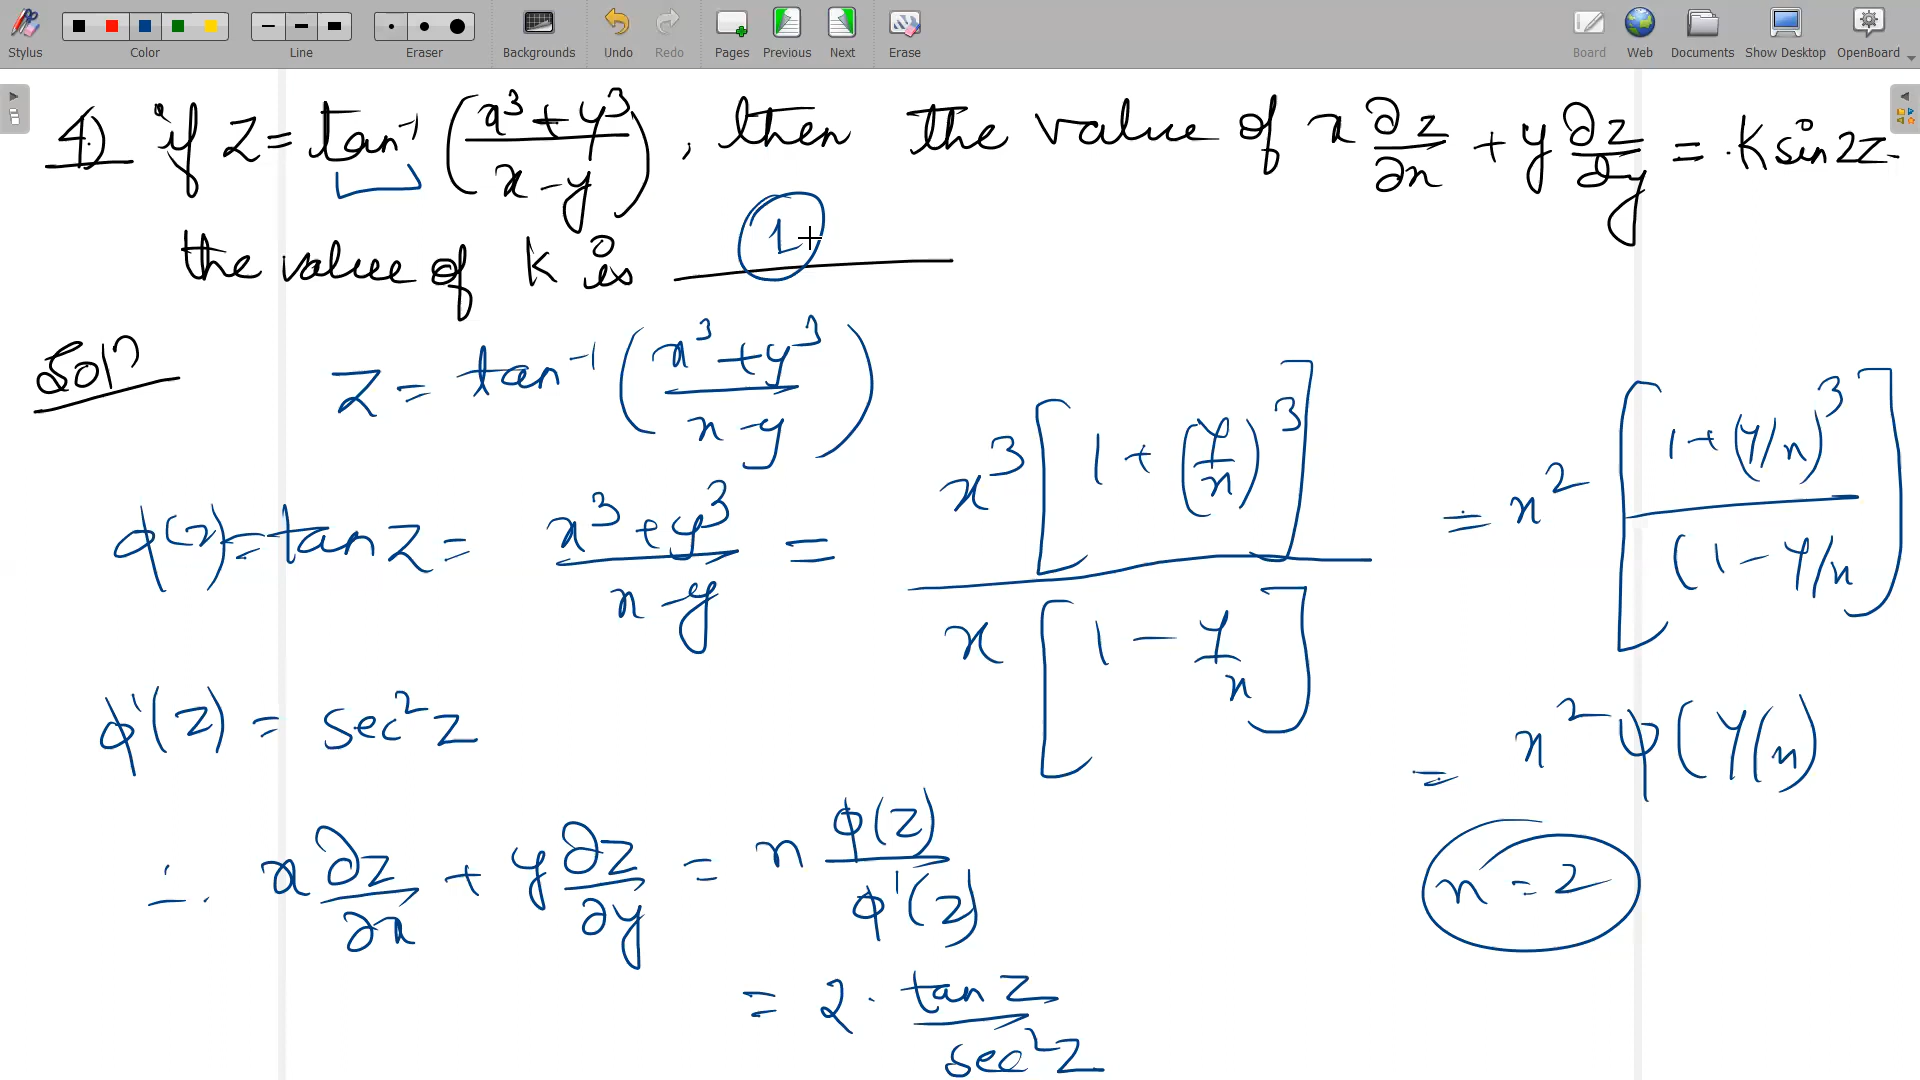 Stylus Color Line Eraser Backgrounds Undo Redo Pages Previous Next Erase Board Web Documents Show Desktop OpenBoard
4) if z = tan⁻¹ ( (x³+y³) / (x-y) ), then the value of x ∂z/∂x + y ∂z/∂y = K sin 2z.
the value of K is 1
Solⁿ
z = tan⁻¹ ( (x³+y³) / (x-y) )
ϕ(z) = tan z = (x³+y³) / (x-y) = x³[1 + (y/x)³] / x[1 - y/x] = x² [ 1+(y/x)³ / (1-y/x) ]
ϕ'(z) = sec² z
= x² ψ(y/x)
∴ x ∂z/∂x + y ∂z/∂y = n ϕ(z) / ϕ'(z)
n = 2
= 2 · tan z / sec² z